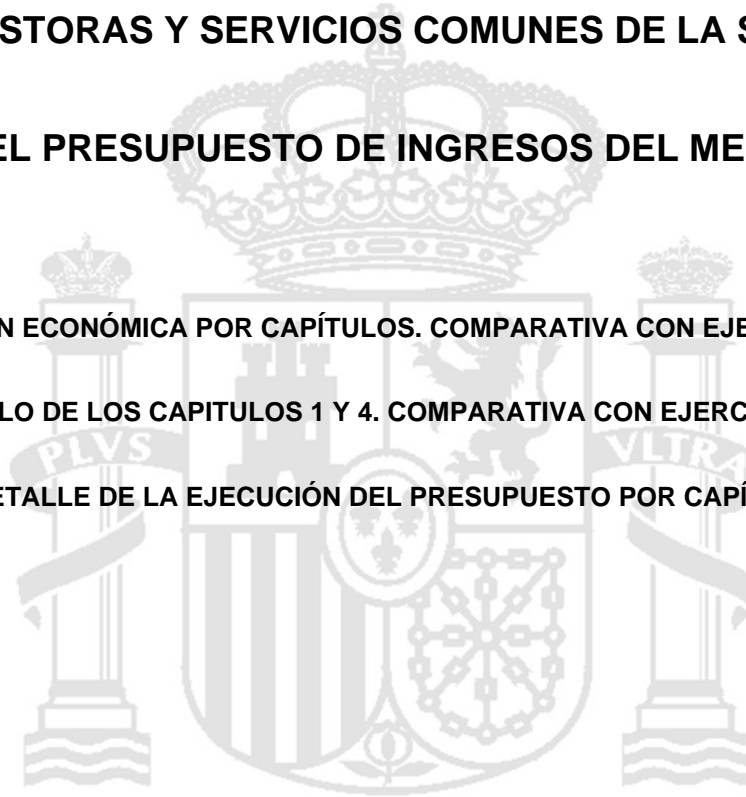 STORAS Y SERVICIOS COMUNES DE LA S
EL PRESUPUESTO DE INGRESOS DEL ME
N ECONÓMICA POR CAPÍTULOS. COMPARATIVA CON EJE
LO DE LOS CAPITULOS 1 Y 4. COMPARATIVA CON EJERC
ETALLE DE LA EJECUCIÓN DEL PRESUPUESTO POR CAPÍ
PLVS VLTRA